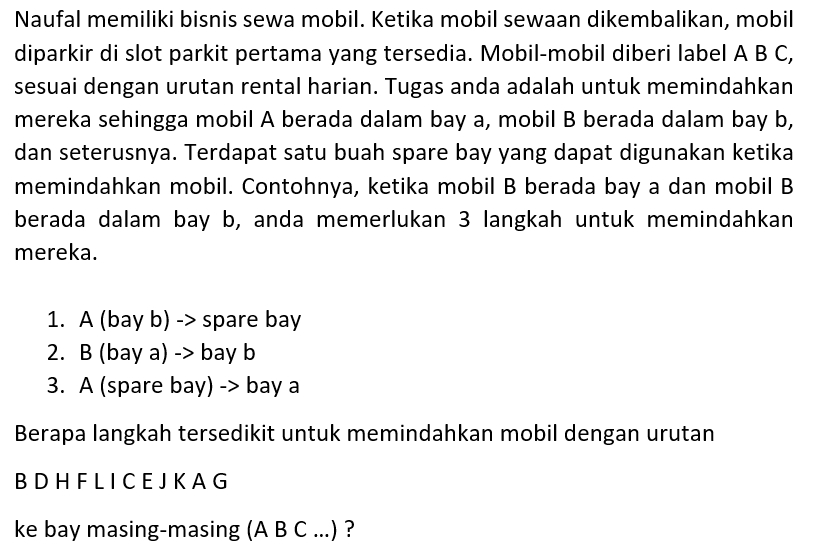 Naufal memiliki bisnis sewa mobil. Ketika mobil sewaan dikembalikan, mobil
diparkir di slot parkit pertama yang tersedia. Mobil-mobil diberi label A B C,
sesuai dengan urutan rental harian. Tugas anda adalah untuk memindahkan
mereka sehingga mobil A berada dalam bay a, mobil B berada dalam bay b,
dan seterusnya. Terdapat satu buah spare bay yang dapat digunakan ketika
memindahkan mobil. Contohnya, ketika mobil B berada bay a dan mobil B
berada dalam bay b, anda memerlukan 3 langkah untuk memindahkan
mereka.
1. A (bay b) -> spare bay
2. B (bay a) -> bay b
3. A (spare bay) -> bay a
Berapa langkah tersedikit untuk memindahkan mobil dengan urutan
B D H F L I C E J K A G
ke bay masing-masing (A B C ...) ?